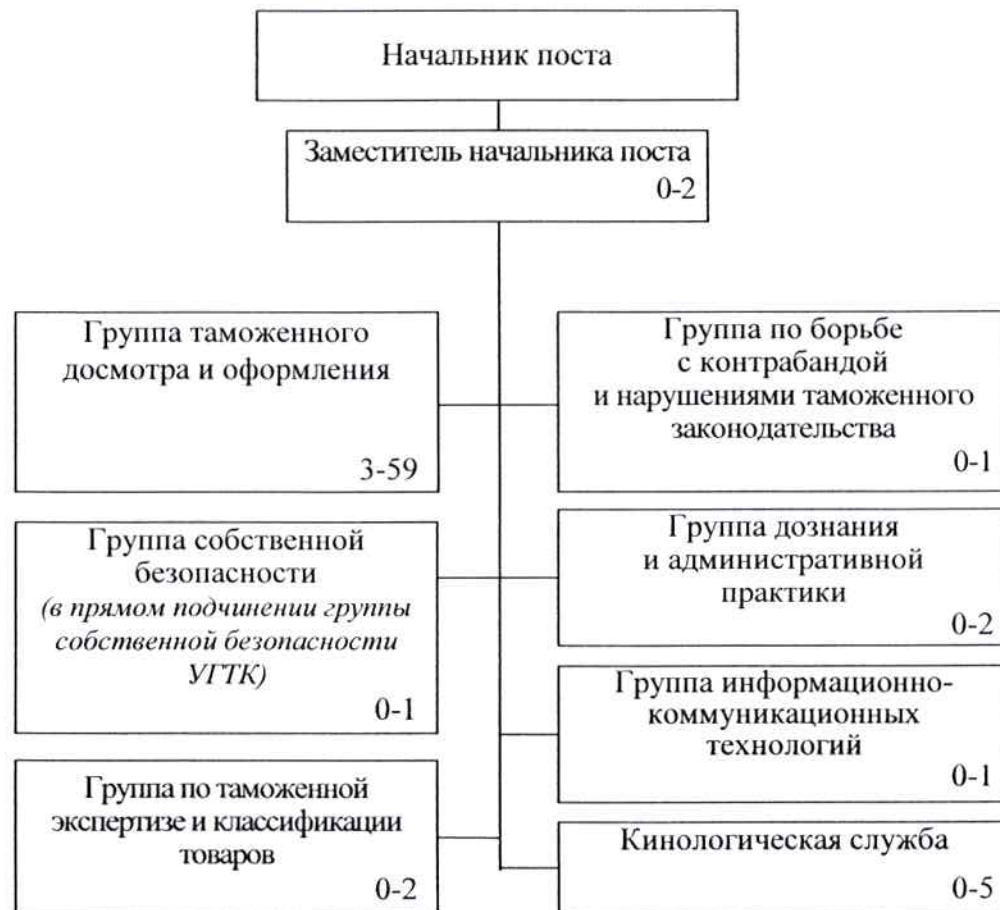 Начальник поста
Заместитель начальника поста
0-2
Группа таможенного
досмотра и оформления
3-59
Группа по борьбе
с контрабандой
и нарушениями таможенного
законодательства
0-1
Группа собственной
безопасности
(в прямом подчинении группы
собственной безопасности
УГТК)
0-1
Группа дознания
и административной
практики
0-2
Группа информационно-
коммуникационных
технологий
0-1
Группа по таможенной
экспертизе и классификации
товаров
0-2
Кинологическая служба
0-5